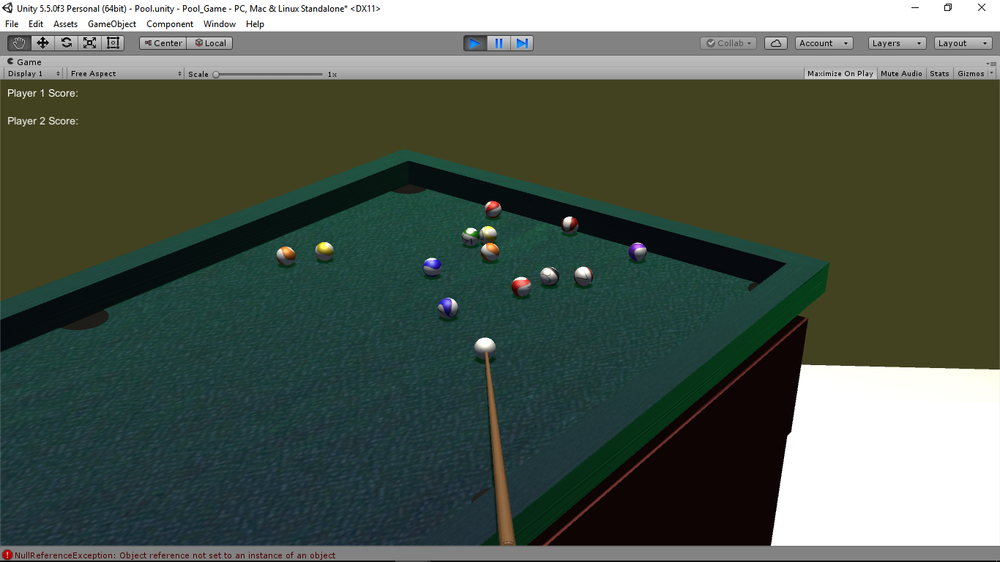 Unity 5.5.0f3 Personal (64bit) - Pool.unity - Pool_Game - PC, Mac & Linux Standalone* <DX11>
File Edit Assets GameObject Component Window Help
Center Local Collab Account Layers Layout
Game
Display 1 Free Aspect Scale 1x Maximize On Play Mute Audio Stats Gizmos
Player 1 Score:
Player 2 Score:
NullReferenceException: Object reference not set to an instance of an object